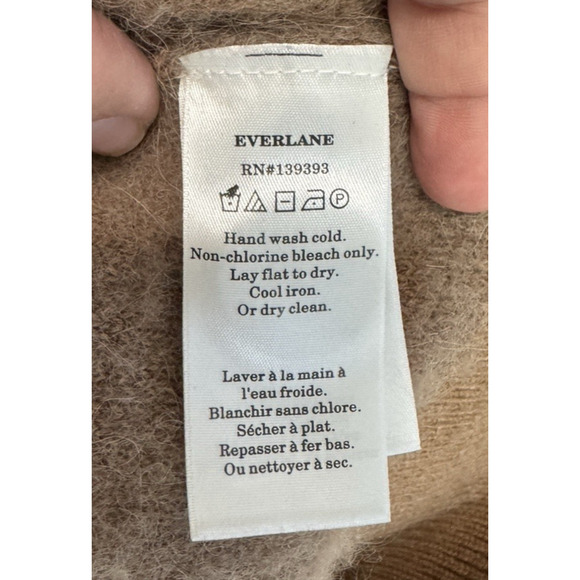 EVERLANE
RN#139393
Hand wash cold.
Non-chlorine bleach only.
Lay flat to dry.
Cool iron.
Or dry clean.
Laver à la main à
l'eau froide.
Blanchir sans chlore.
Sécher à plat.
Repasser à fer bas.
Ou nettoyer à sec.